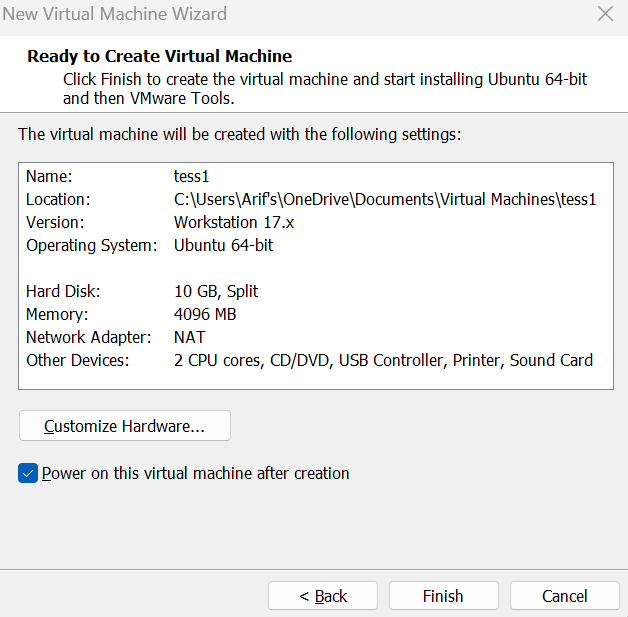 New Virtual Machine Wizard
Ready to Create Virtual Machine
Click Finish to create the virtual machine and start installing Ubuntu 64-bit
and then VMware Tools.
The virtual machine will be created with the following settings:
Name: tess1
Location: C:\Users\Arif's\OneDrive\Documents\Virtual Machines\tess1
Version: Workstation 17.x
Operating System: Ubuntu 64-bit
Hard Disk: 10 GB, Split
Memory: 4096 MB
Network Adapter: NAT
Other Devices: 2 CPU cores, CD/DVD, USB Controller, Printer, Sound Card
Customize Hardware...
Power on this virtual machine after creation
< Back Finish Cancel